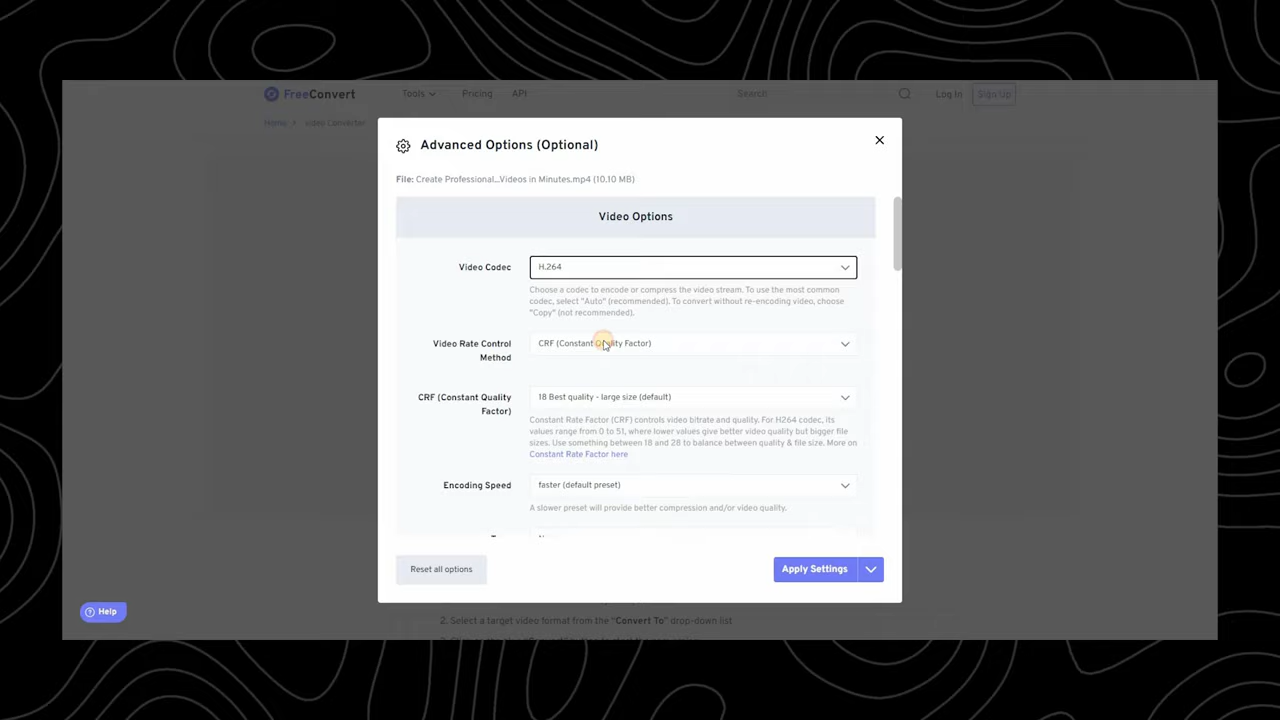 FreeConvert
Tools
Pricing
API
Search
Log In
Sign Up
Home > Video Converter
Advanced Options (Optional)
File: Create Professional...Videos in Minutes.mp4 (10.10 MB)
Video Options
Video Codec
H.264
Choose a codec to encode or compress the video stream. To use the most common
codec, select "Auto" (recommended). To convert without re-encoding video, choose
"Copy" (not recommended).
Video Rate Control
Method
CRF (Constant Quality Factor)
CRF (Constant Quality
Factor)
18 Best quality - large size (default)
Constant Rate Factor (CRF) controls video bitrate and quality. For H264 codec, its
values range from 0 to 51, where lower values give better video quality but bigger file
sizes. Use something between 18 and 28 to balance between quality & file size. More on
Constant Rate Factor here
Encoding Speed
faster (default preset)
A slower preset will provide better compression and/or video quality.
Reset all options
Apply Settings
Help
2. Select a target video format from the "Convert To" drop-down list